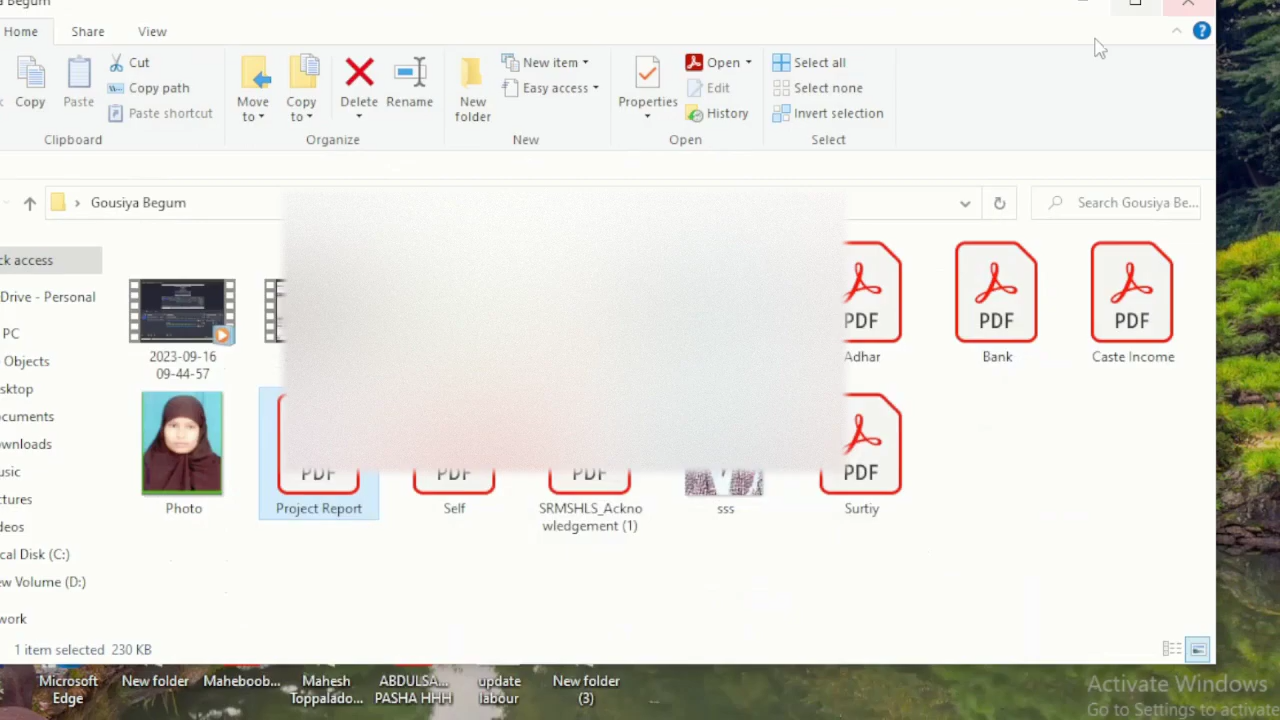 a Begum
Home Share View
Copy Paste
Cut
Copy path
Paste shortcut
Clipboard
Move to
Copy to
Delete Rename
Organize
New folder
New item
Easy access
New
Properties
Open
Edit
History
Open
Select all
Select none
Invert selection
Select
Gousiya Begum
Search Gousiya Be...
ck access
Drive - Personal
PC
Objects
sktop
ocuments
ownloads
usic
ctures
deos
cal Disk (C:)
ew Volume (D:)
work
2023-09-16
09-44-57
PDF
Adhar
PDF
Bank
PDF
Caste Income
Photo
PDF
Project Report
PDF
Self
PDF
SRMSHLS_Ackno
wledgement (1)
sss
PDF
Surtiy
1 item selected 230 KB
Microsoft
Edge
New folder
Maheboob...
Mahesh
Toppalado...
ABDULSA...
PASHA HHH
update
labour
New folder
(3)
Activate Windows
Go to Settings to activate